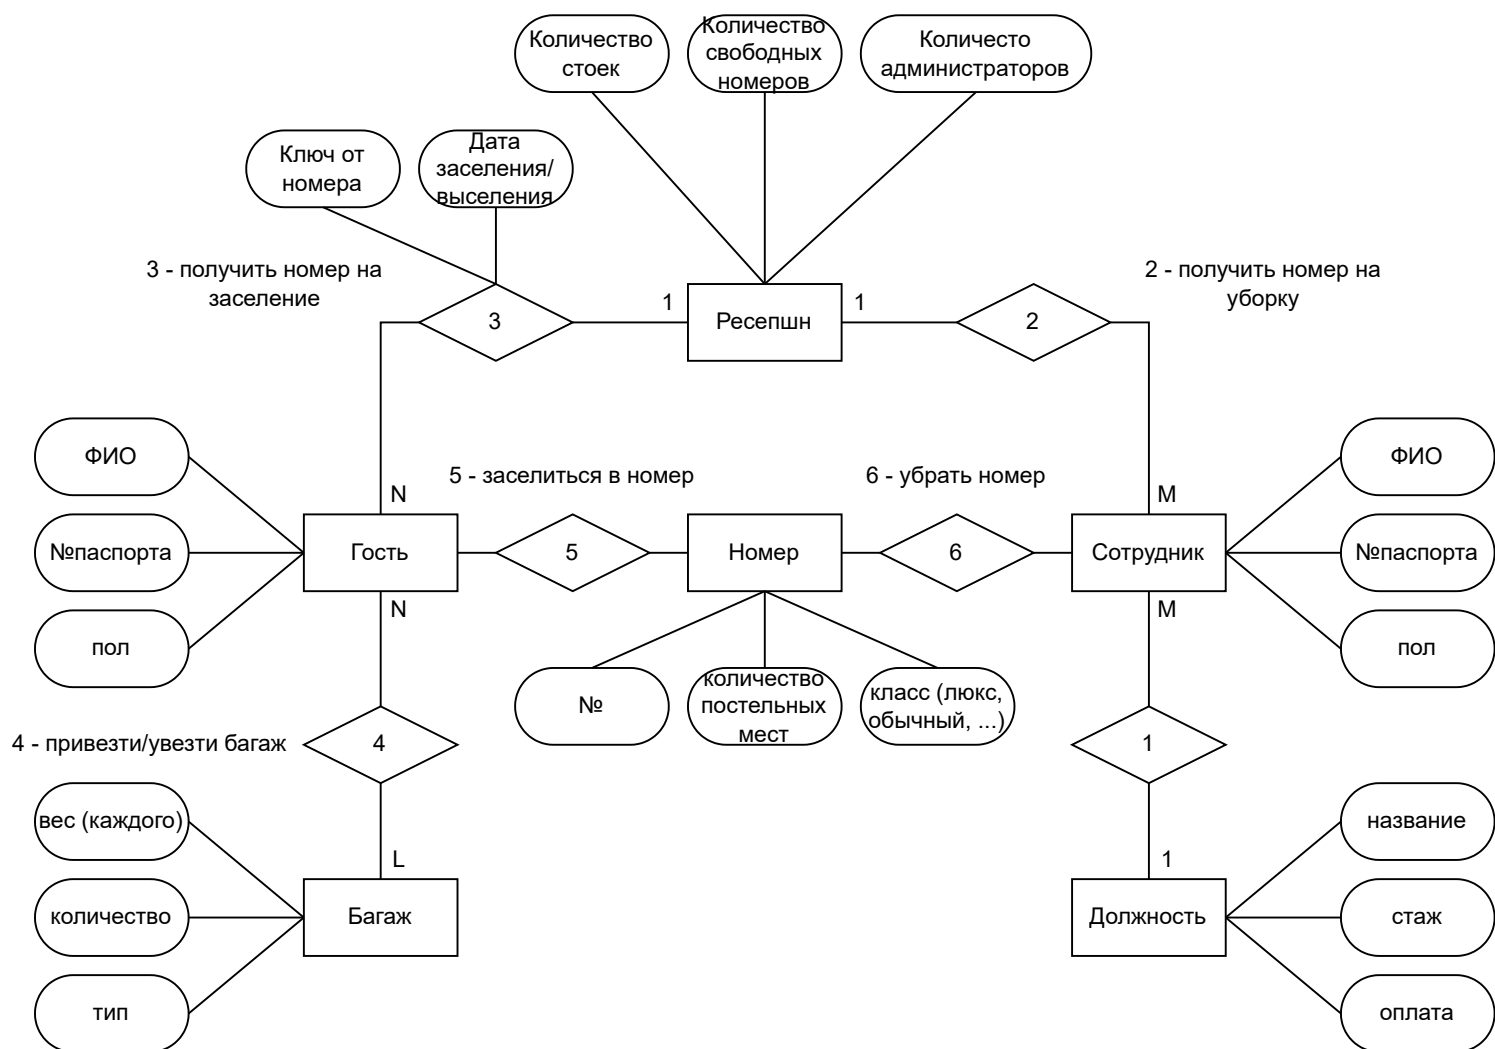 Количество
стоек
Количество
свободных
номеров
Количесто
администраторов
Ключ от
номера
Дата
заселения/
выселения
3 - получить номер на
заселение
2 - получить номер на
уборку
3
1
Ресепшн
1
2
ФИО
№паспорта
пол
N
Гость
N
5 - заселиться в номер
5
Номер
6 - убрать номер
6
M
Сотрудник
M
ФИО
№паспорта
пол
№
количество
постельных
мест
класс (люкс,
обычный, ...)
4 - привезти/увезти багаж
4
1
вес (каждого)
количество
тип
L
Багаж
1
Должность
название
стаж
оплата